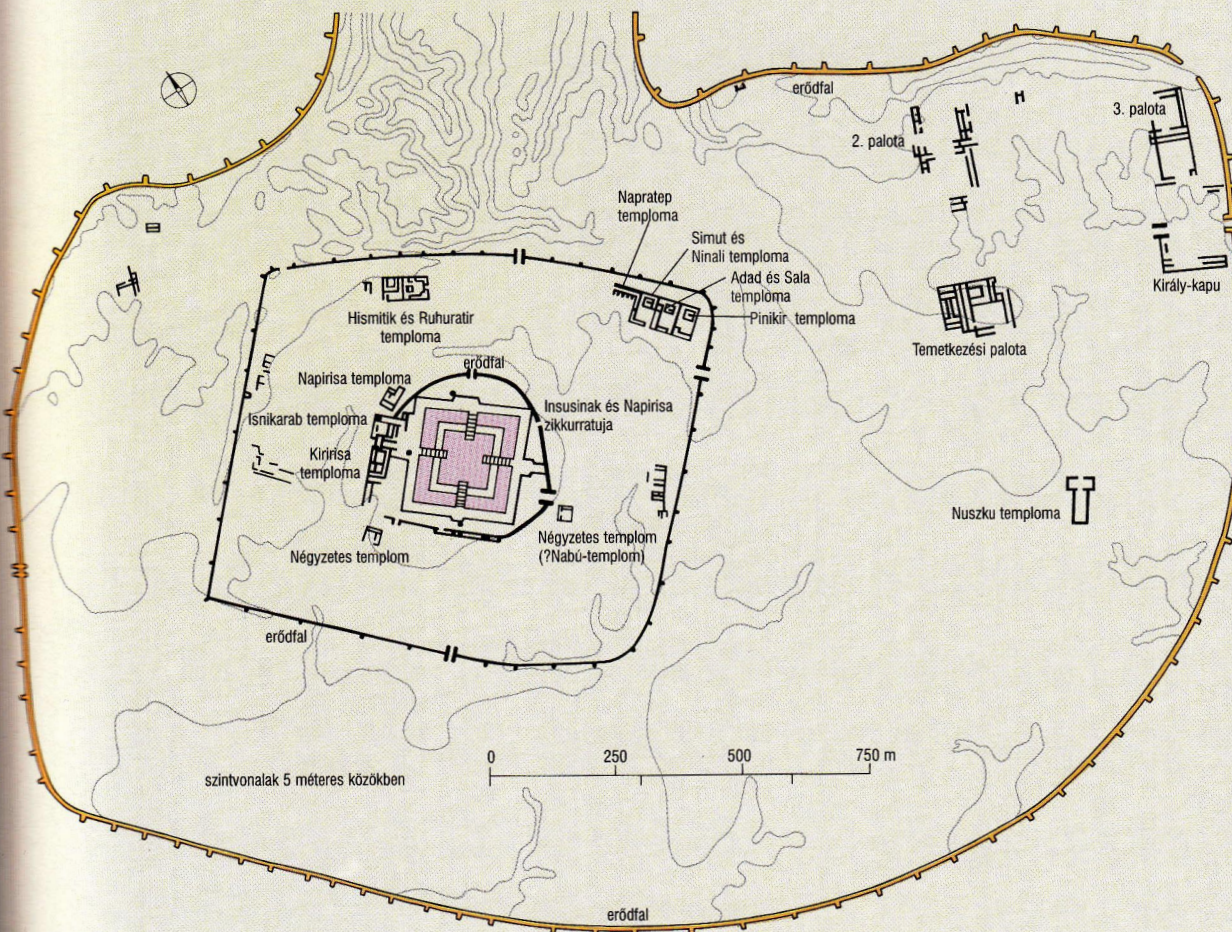 erődfal
2. palota
3. palota
Király-kapu
Napratep
temploma
Simut és
Ninali temploma
Adad és Sala
temploma
Pinikir temploma
Temetkezési palota
Hismitik és Ruhuratir
temploma
erődfal
Napirisa temploma
Isnikarab temploma
Kiririsa
temploma
Insusinak és Napirisa
zikkurratuja
Négyzetes templom
Négyzetes templom
(?Nabú-templom)
Nuszku temploma
erődfal
0 250 500 750 m
szintvonalak 5 méteres közökben
erődfal